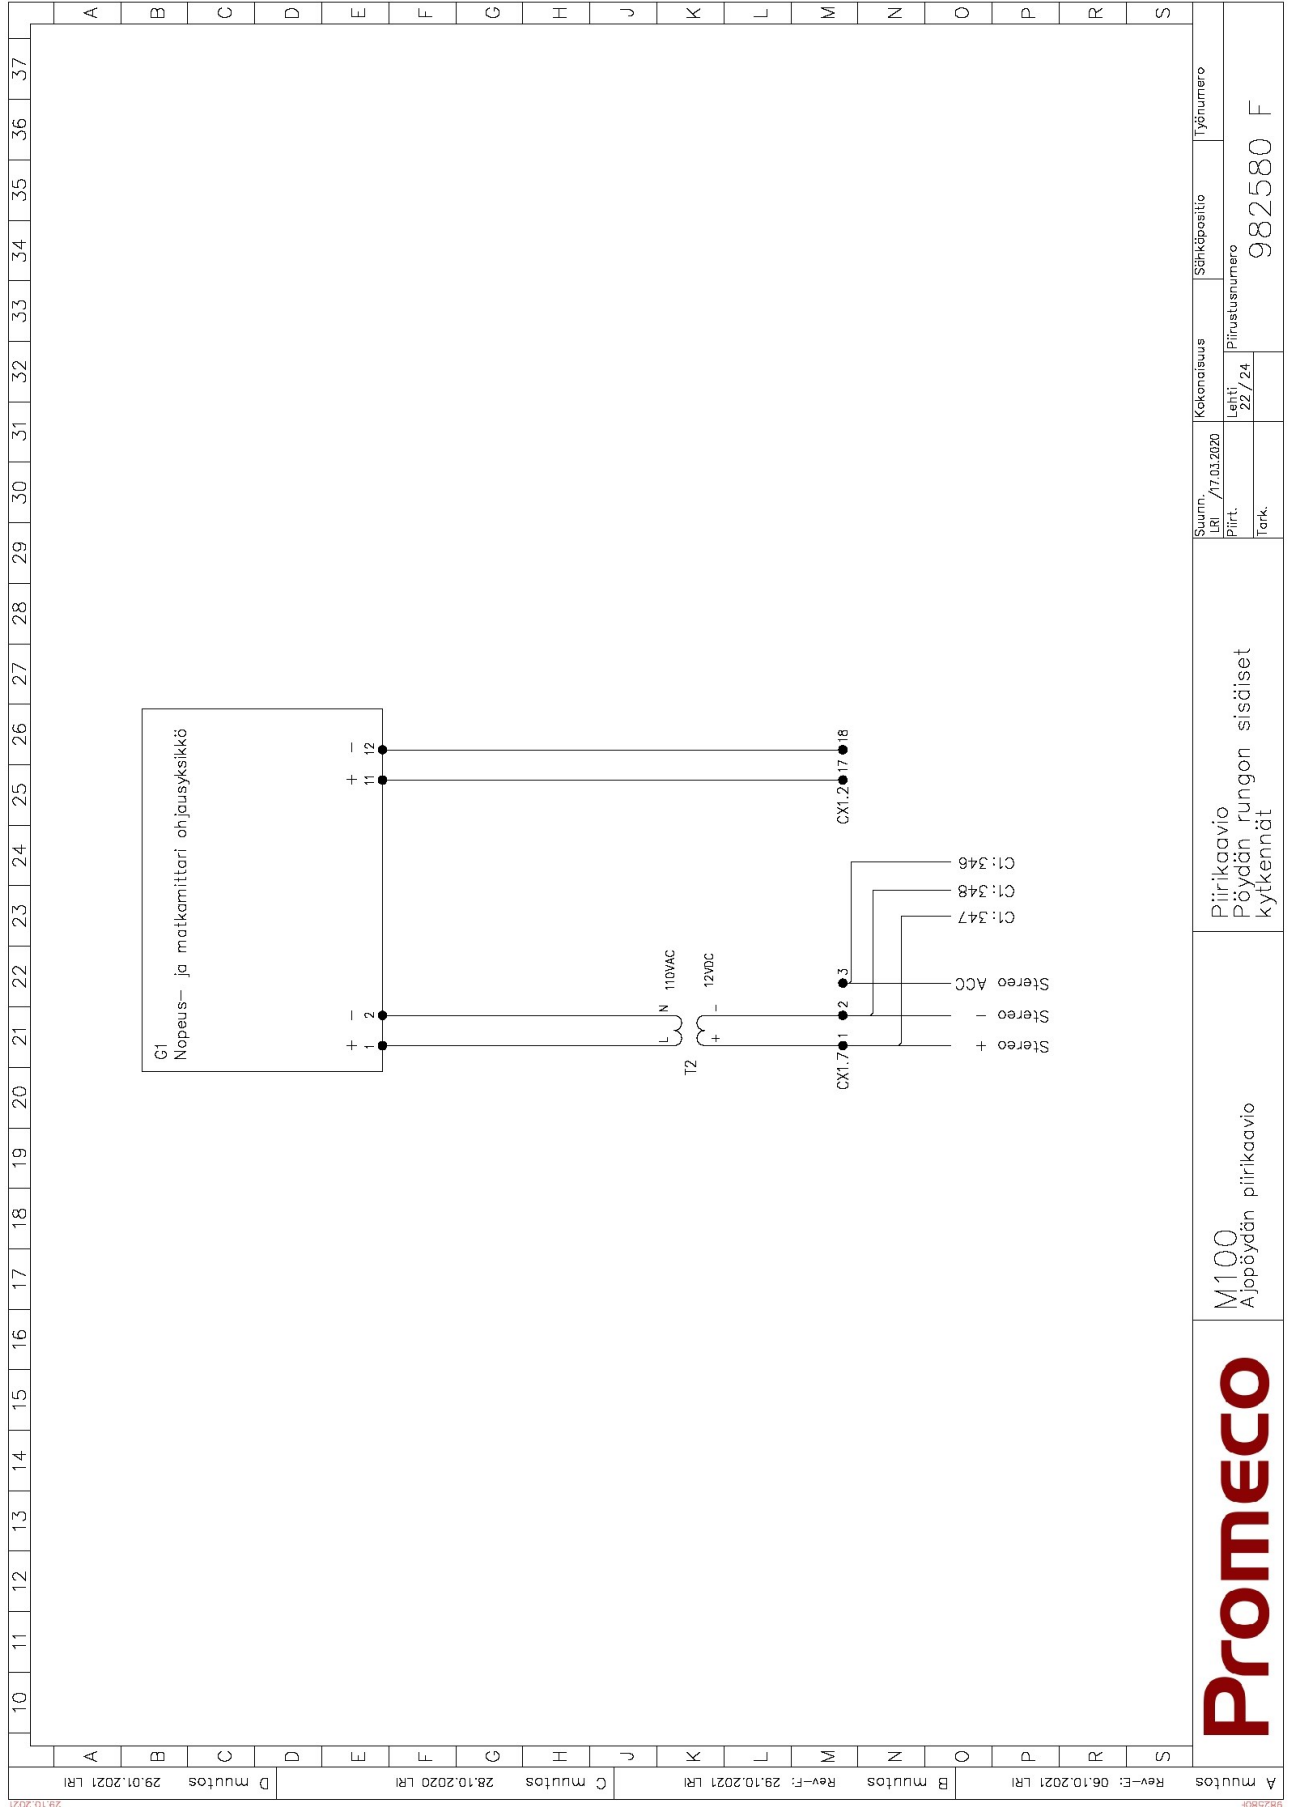 10 11 12 13 14 15 16 17 18 19 20 21 22 23 24 25 26 27 28 29 30 31 32 33 34 35 36 37
A A
B B
C C
D D
E E
F F
G G
H H
J J
K K
L L
M M
N N
O O
P P
R R
S S
G1
Nopeus- ja matkamittari ohjausyksikkö
+ - + -
1 2 11 12
L N
110VAC
T2
12VDC
+ -
CX1.7 1 2 3
CX1.2 17 18
C1:347
C1:348
C1:346
Stereo +
Stereo -
Stereo ACC
Promeco
M100
Ajopöydän piirikaavio
Piirikaavio
Pöydän rungon sisäiset
kytkennät
Suunn.
LRI /17.03.2020
Piirt.
Tark.
Kokonaisuus
Sähköpositio
Työnumero
Lehti
22/24
Piirustusnumero
982580 F
A muutos
Rev-E: 06.10.2021 LRI
B muutos
Rev-F: 29.10.2021 LRI
C muutos
28.10.2020 LRI
D muutos
29.01.2021 LRI
982580F
29.10.2021